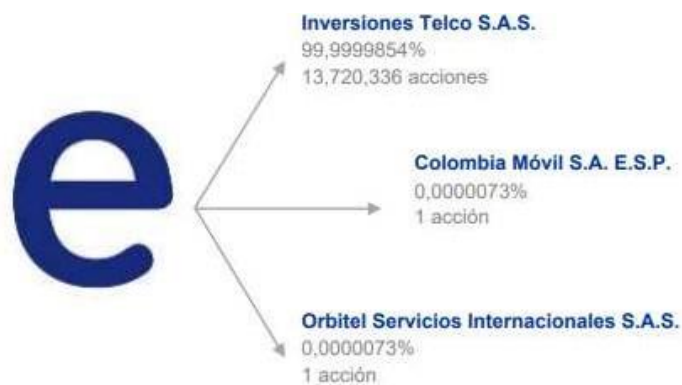 e
Inversiones Telco S.A.S.
99,9999854%
13,720,336 acciones
Colombia Móvil S.A. E.S.P.
0,0000073%
1 acción
Orbitel Servicios Internacionales S.A.S.
0,0000073%
1 acción